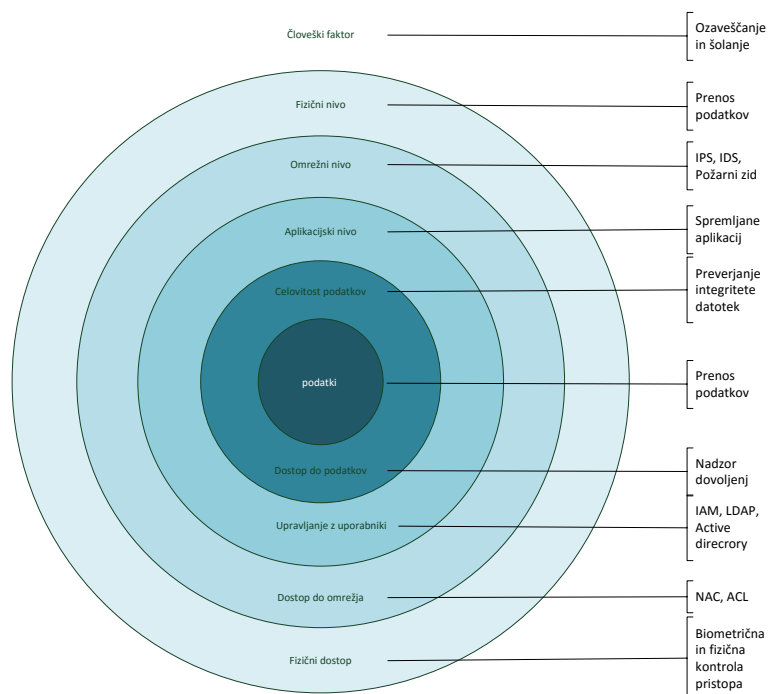 Človeški faktor
Ozaveščanje
in šolanje
Fizični nivo
Prenos
podatkov
Omrežni nivo
IPS, IDS,
Požarni zid
Aplikacijski nivo
Spremljane
aplikacij
Celovitost podatkov
Preverjanje
integritete
datotek
podatki
Prenos
podatkov
Dostop do podatkov
Nadzor
dovoljenj
Upravljanje z uporabniki
IAM, LDAP,
Active
direcrory
Dostop do omrežja
NAC, ACL
Fizični dostop
Biometrična
in fizična
kontrola
pristopa